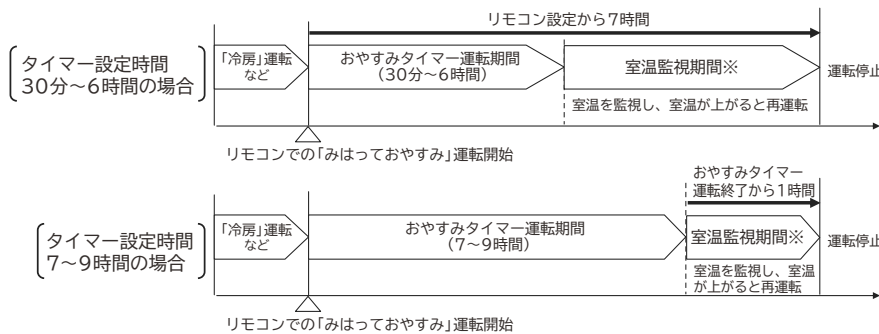 リモコン設定から7時間
タイマー設定時間
30分～6時間の場合
「冷房」運転
など
おやすみタイマー運転期間
（30分～6時間）
室温監視期間※
運転停止
室温を監視し、室温が上がると再運転
リモコンでの「みはっておやすみ」運転開始
おやすみタイマー
運転終了から1時間
タイマー設定時間
7～9時間の場合
「冷房」運転
など
おやすみタイマー運転期間
（7～9時間）
室温監視期間※
運転停止
室温を監視し、室温
が上がると再運転
リモコンでの「みはっておやすみ」運転開始